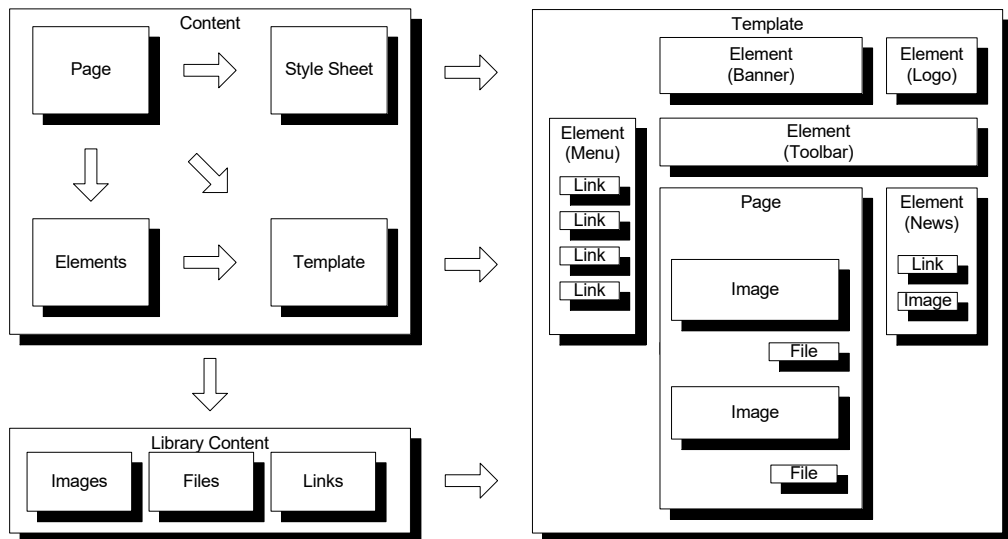 Content
Page
Style Sheet
Elements
Template
Library Content
Images
Files
Links
Template
Element
(Banner)
Element
(Logo)
Element
(Menu)
Link
Link
Link
Link
Element
(Toolbar)
Page
Image
File
Image
File
Element
(News)
Link
Image